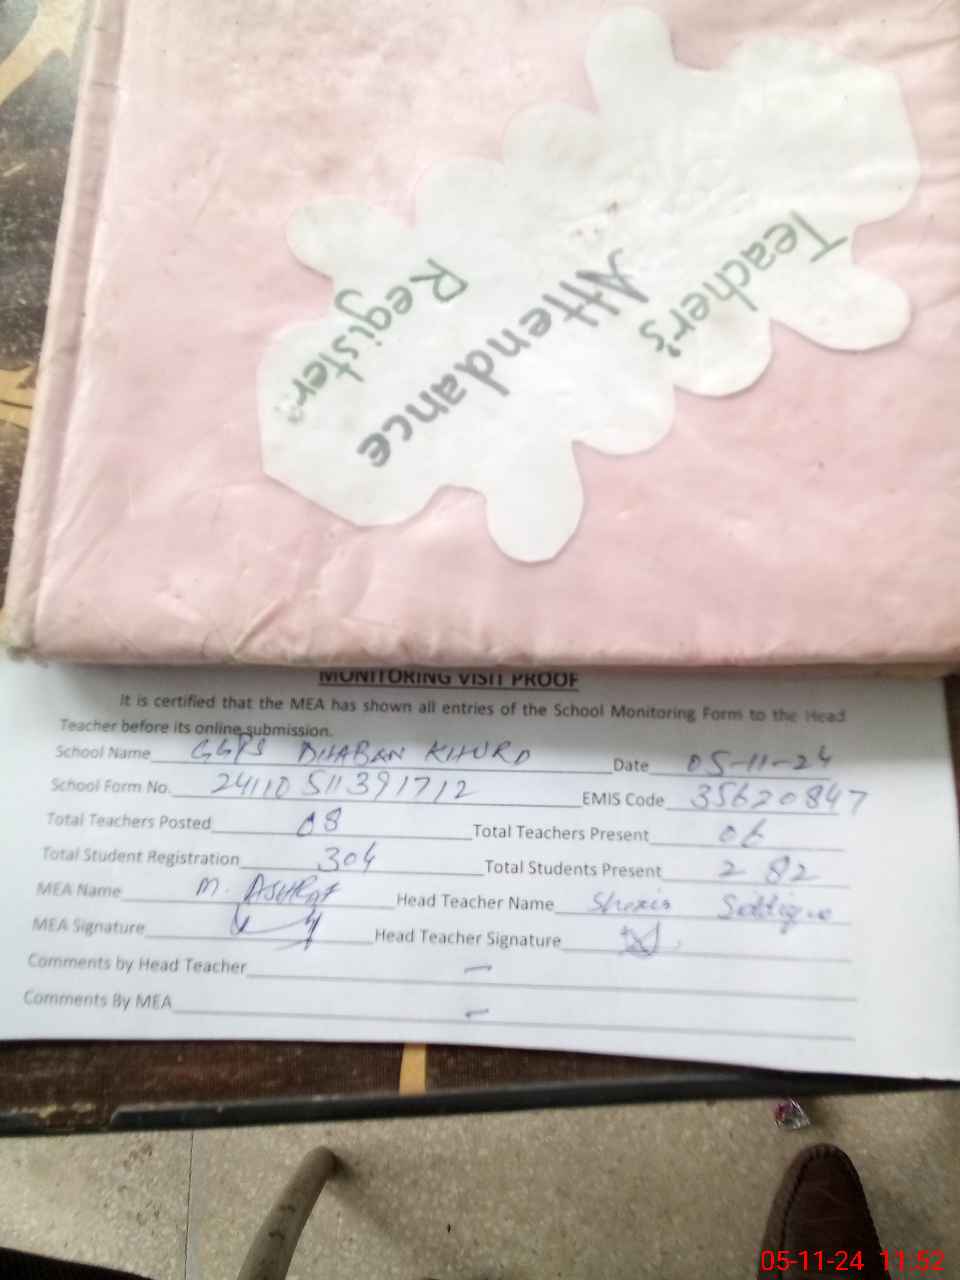 Teacher's
Attendance
Register
MONITORING VISIT PROOF
It is certified that the MEA has shown all entries of the School Monitoring Form to the Head
Teacher before its online submission.
School Name GGPS DHABAN KHURD Date 05-11-24
School Form No. 24110511391712 EMIS Code 35620847
Total Teachers Posted 08 Total Teachers Present 06
Total Student Registration 304 Total Students Present 282
MEA Name M. ASHRAF Head Teacher Name
MEA Signature Head Teacher Signature
Comments by Head Teacher —
Comments By MEA —
05-11-24 11:52